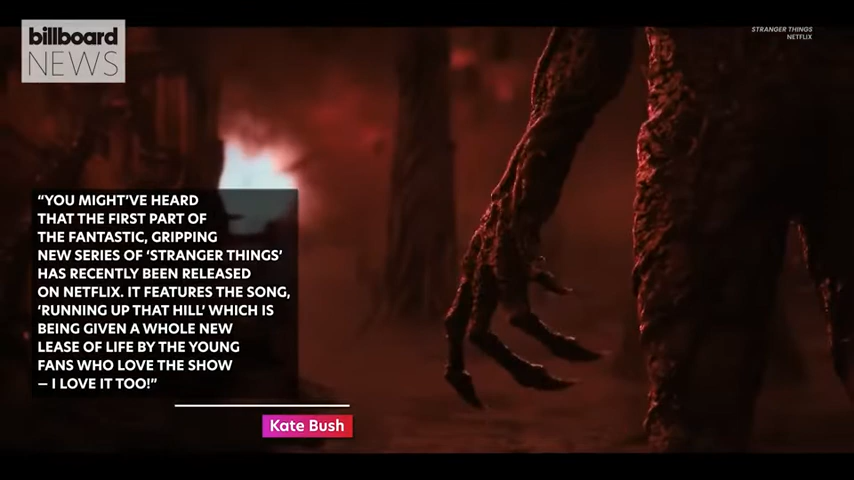 billboard
NEWS
STRANGER THINGS
NETFLIX
“YOU MIGHT’VE HEARD
THAT THE FIRST PART OF
THE FANTASTIC, GRIPPING
NEW SERIES OF ‘STRANGER THINGS’
HAS RECENTLY BEEN RELEASED
ON NETFLIX. IT FEATURES THE SONG,
‘RUNNING UP THAT HILL’ WHICH IS
BEING GIVEN A WHOLE NEW
LEASE OF LIFE BY THE YOUNG
FANS WHO LOVE THE SHOW
– I LOVE IT TOO!”
Kate Bush